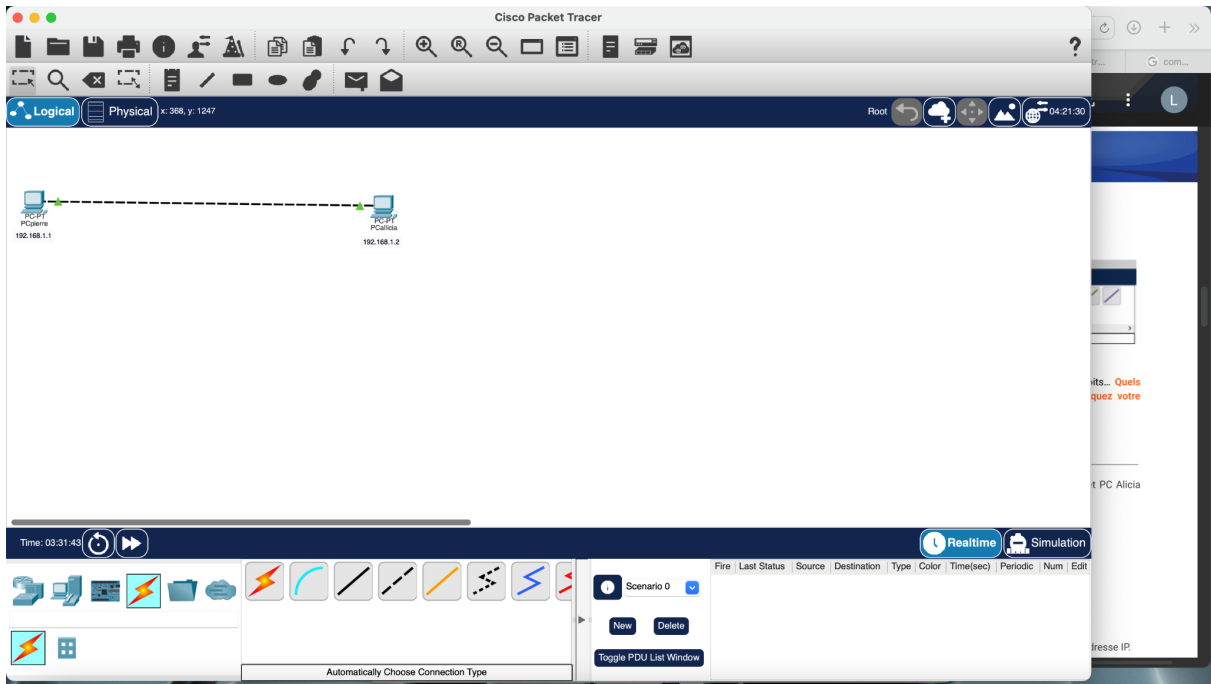 Cisco Packet Tracer
?
G com...
Logical
Physical
x: 368, y: 1247
Root
04:21:30
L
PC-PT
PCpierre
192.168.1.1
PC-PT
PCallicia
192.168.1.2
its... Quels
quez votre
t PC Alicia
Time: 03:31:43
Realtime
Simulation
Scenario 0
New
Delete
Toggle PDU List Window
Fire Last Status Source Destination Type Color Time(sec) Periodic Num Edit
Automatically Choose Connection Type
dresse IP.